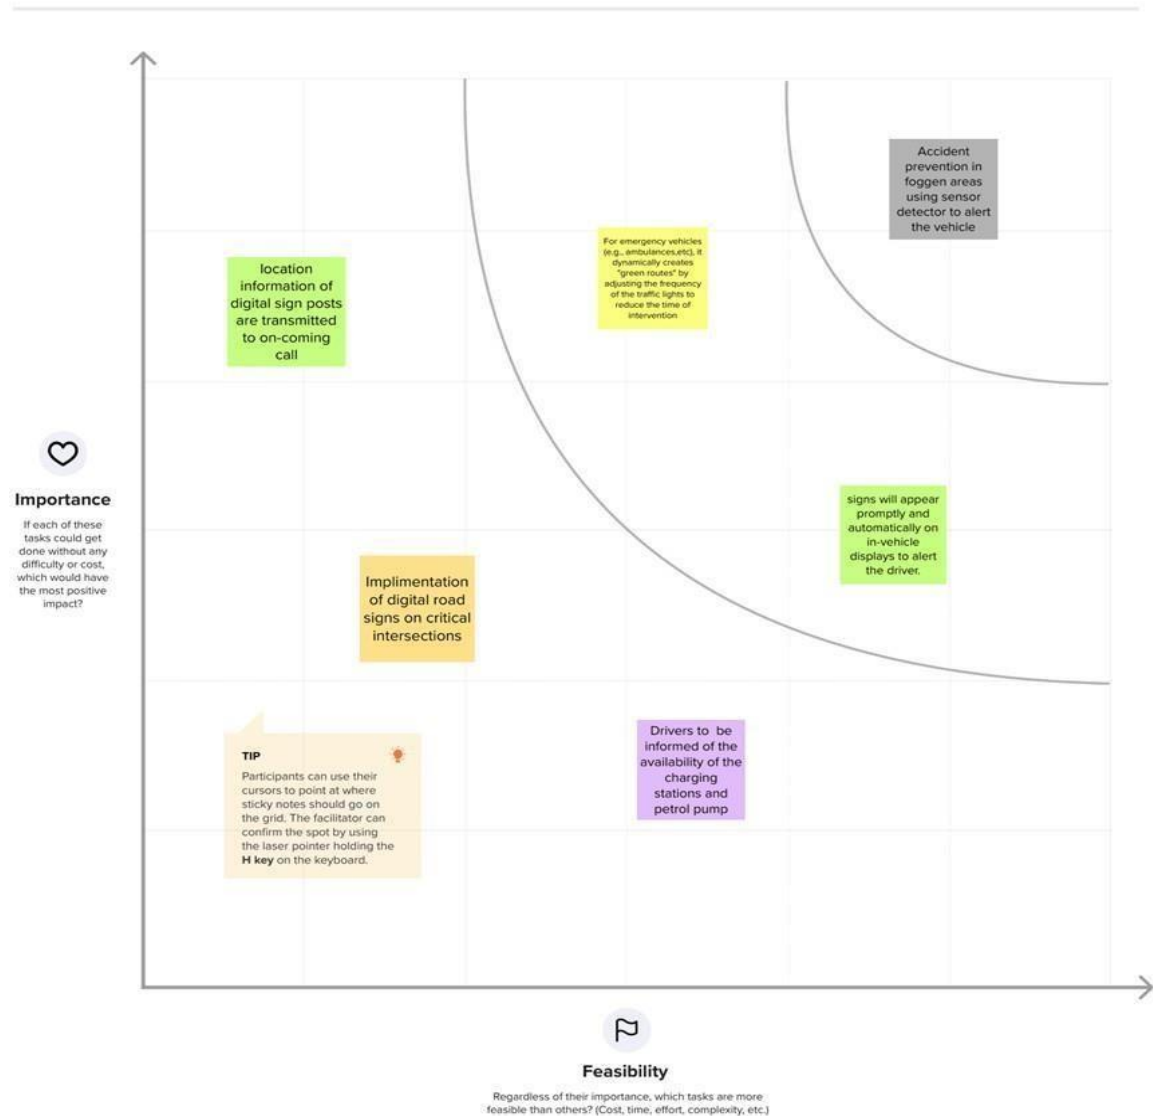 Accident
prevention in
foggen areas
using sensor
detector to alert
the vehicle
For emergency vehicles
(e.g., ambulances,etc), it
dynamically creates
"green routes" by
adjusting the frequency
of the traffic lights to
reduce the time of
intervention
location
information of
digital sign posts
are transmitted
to on-coming
call
Importance
If each of these
tasks could get
done without any
difficulty or cost,
which would have
the most positive
impact?
signs will appear
promptly and
automatically on
in-vehicle
displays to alert
the driver.
Implimentation
of digital road
signs on critical
intersections
Drivers to be
informed of the
availability of the
charging
stations and
petrol pump
TIP
Participants can use their
cursors to point at where
sticky notes should go on
the grid. The facilitator can
confirm the spot by using
the laser pointer holding the
H key on the keyboard.
Feasibility
Regardless of their importance, which tasks are more
feasible than others? (Cost, time, effort, complexity, etc.)